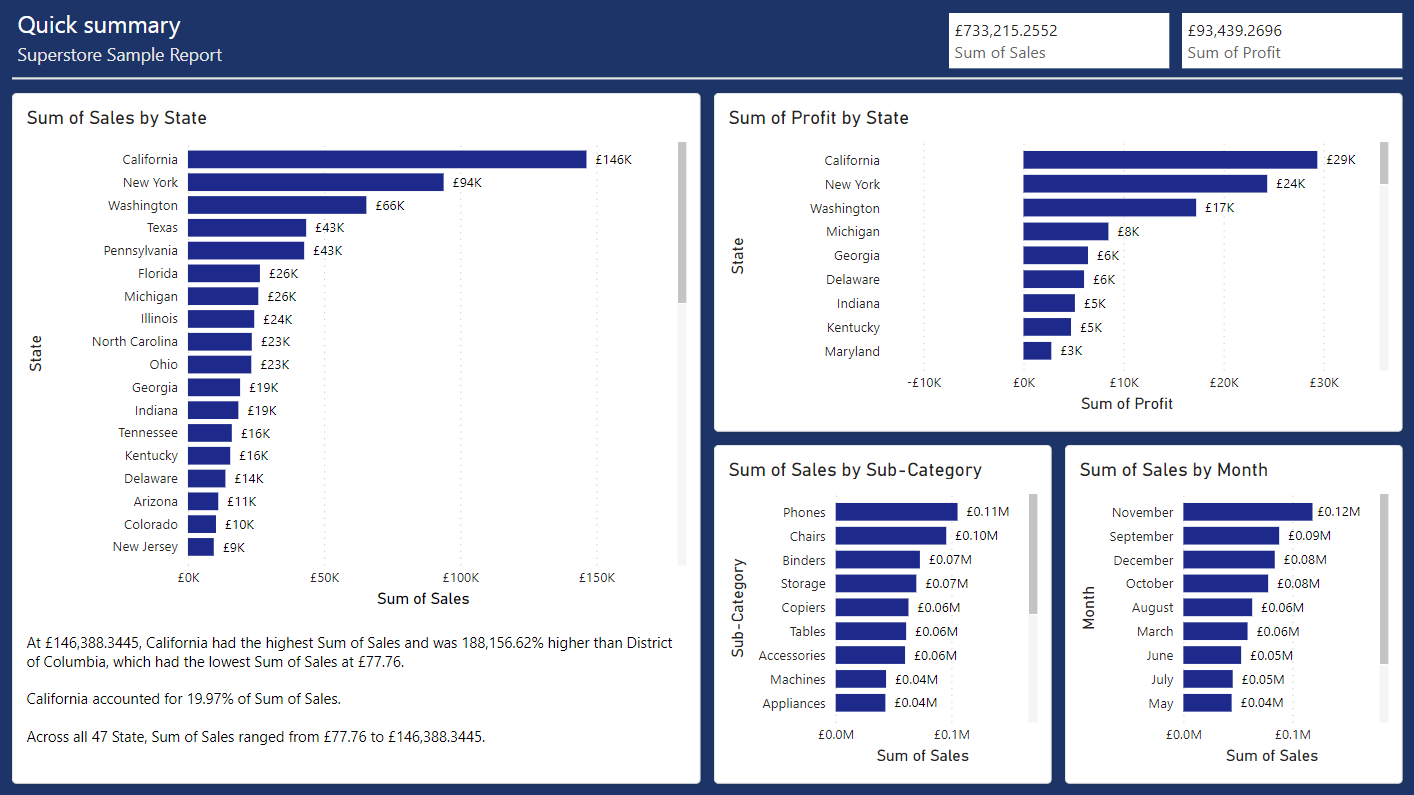 Quick summary
Superstore Sample Report
£733,215.2552
Sum of Sales
£93,439.2696
Sum of Profit
Sum of Sales by State
State
California £146K
New York £94K
Washington £66K
Texas £43K
Pennsylvania £43K
Florida £26K
Michigan £26K
Illinois £24K
North Carolina £23K
Ohio £23K
Georgia £19K
Indiana £19K
Tennessee £16K
Kentucky £16K
Delaware £14K
Arizona £11K
Colorado £10K
New Jersey £9K
£0K £50K £100K £150K
Sum of Sales
At £146,388.3445, California had the highest Sum of Sales and was 188,156.62% higher than District
of Columbia, which had the lowest Sum of Sales at £77.76.
California accounted for 19.97% of Sum of Sales.
Across all 47 State, Sum of Sales ranged from £77.76 to £146,388.3445.
Sum of Profit by State
State
California £29K
New York £24K
Washington £17K
Michigan £8K
Georgia £6K
Delaware £6K
Indiana £5K
Kentucky £5K
Maryland £3K
-£10K £0K £10K £20K £30K
Sum of Profit
Sum of Sales by Sub-Category
Sub-Category
Phones £0.11M
Chairs £0.10M
Binders £0.07M
Storage £0.07M
Copiers £0.06M
Tables £0.06M
Accessories £0.06M
Machines £0.04M
Appliances £0.04M
£0.0M £0.1M
Sum of Sales
Sum of Sales by Month
Month
November £0.12M
September £0.09M
December £0.08M
October £0.08M
August £0.06M
March £0.06M
June £0.05M
July £0.05M
May £0.04M
£0.0M £0.1M
Sum of Sales